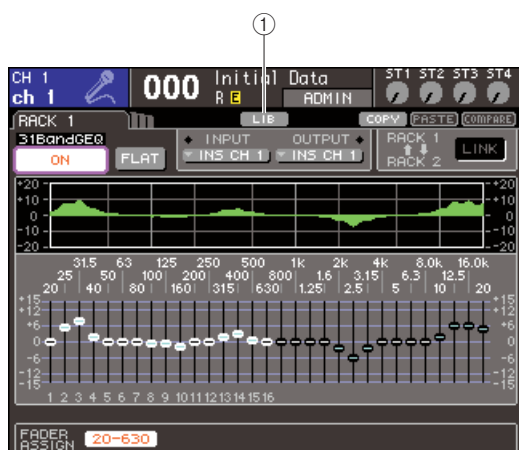 ①
CH 1
ch 1
000 Initial Data
R E ADMIN
ST1 ST2 ST3 ST4
RACK 1
LIB
COPY PASTE COMPARE
31BandGEQ
ON
FLAT
INPUT OUTPUT
INS CH 1 INS CH 1
RACK 1
RACK 2
LINK
+20 +20
+10 +10
0 0
-10 -10
-20 -20
31.5 63 125 250 500 1k 2k 4k 8.0k 16.0k
25 50 100 200 400 800 1.6 3.15 6.3 12.5
20 40 80 160 315 630 1.25 2.5 5 10 20
+15 +15
+12 +12
+6 +6
0 0
-6 -6
-12 -12
-15 -15
1 2 3 4 5 6 7 8 9 10 11 12 13 14 15 16
FADER
ASSIGN
20-630